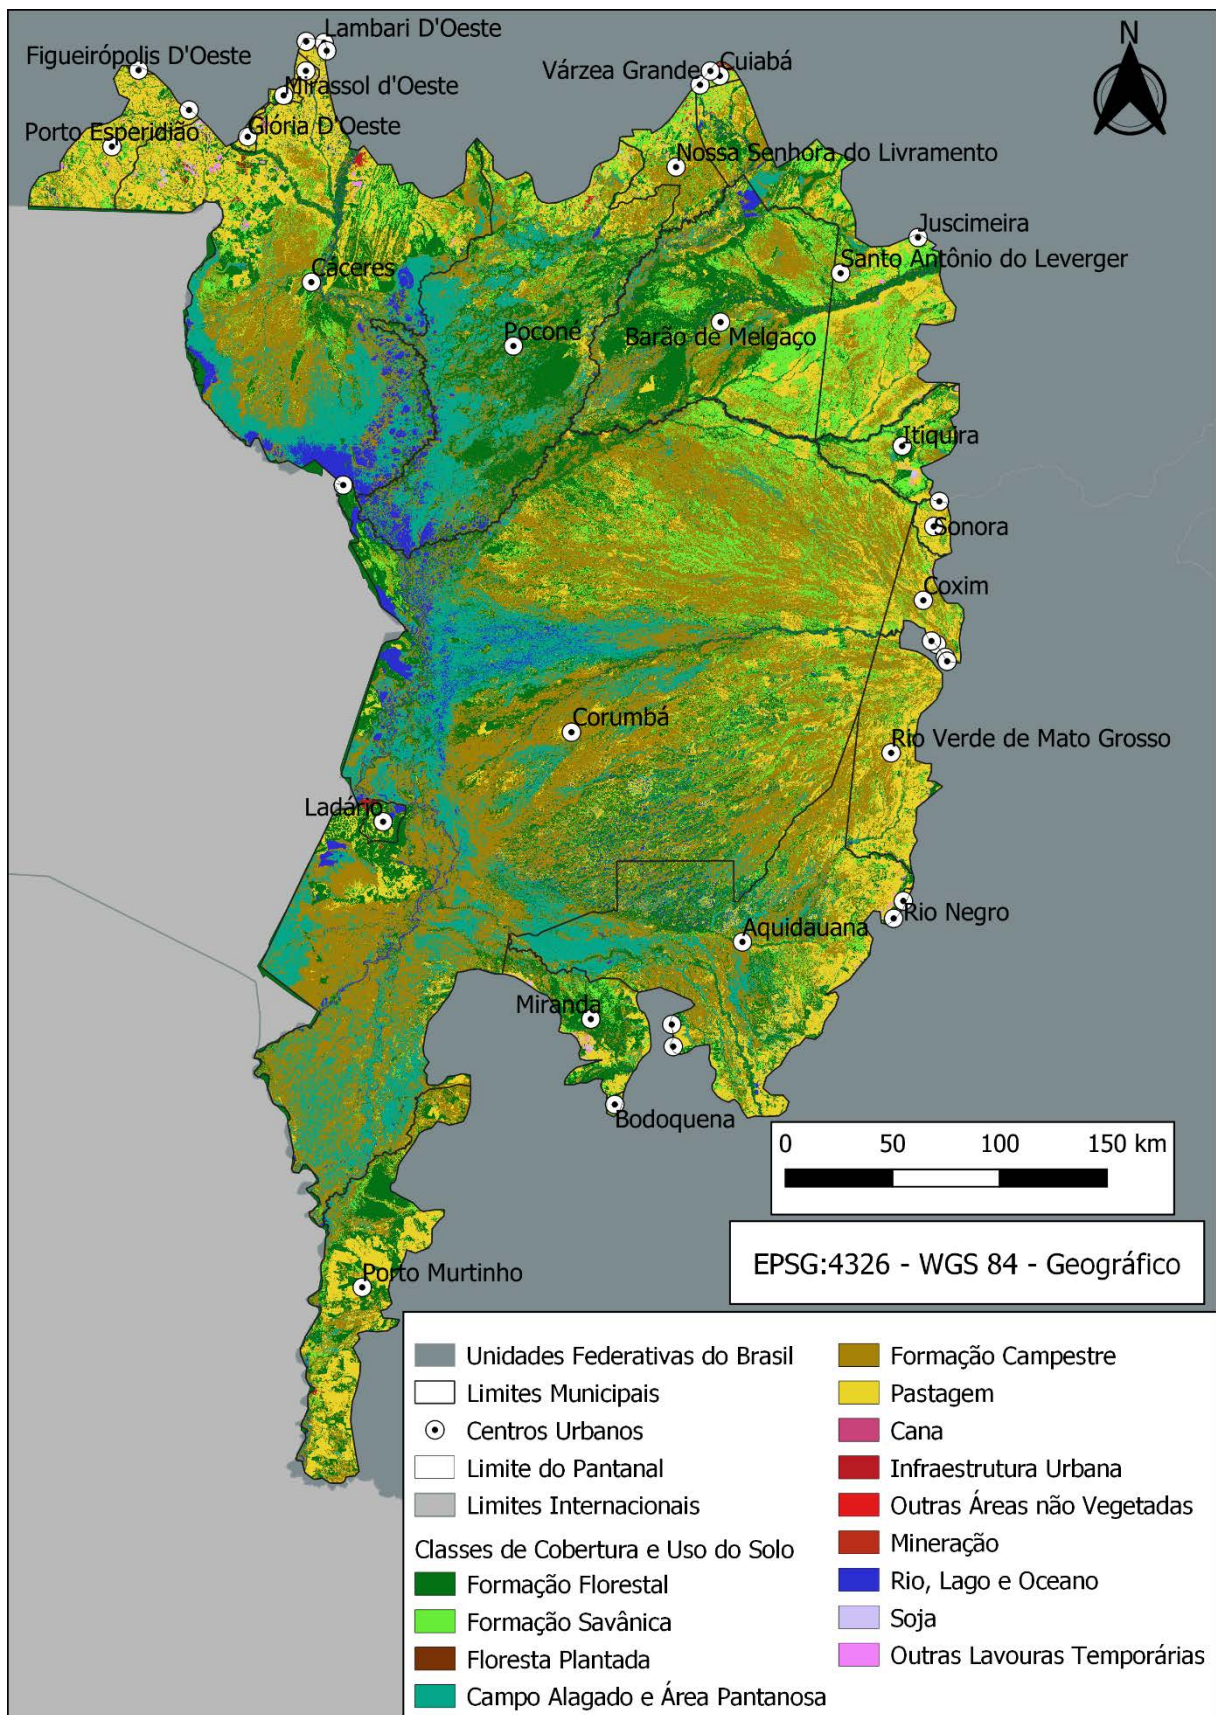 Lambari D'Oeste
N
Figueirópolis D'Oeste
Várzea Grande
Cuiabá
Mirassol d'Oeste
Porto Esperidião
Glória D'Oeste
Nossa Senhora do Livramento
Juscimeira
Cáceres
Santo Antônio do Leverger
Poconé
Barão de Melgaço
Itiquira
Sonora
Coxim
Corumbá
Rio Verde de Mato Grosso
Ladário
Rio Negro
Aquidauana
Miranda
Bodoquena
0 50 100 150 km
EPSG:4326 - WGS 84 - Geográfico
Porto Murtinho
Unidades Federativas do Brasil
Limites Municipais
Centros Urbanos
Limite do Pantanal
Limites Internacionais
Classes de Cobertura e Uso do Solo
Formação Florestal
Formação Savânica
Floresta Plantada
Campo Alagado e Área Pantanosa
Formação Campestre
Pastagem
Cana
Infraestrutura Urbana
Outras Áreas não Vegetadas
Mineração
Rio, Lago e Oceano
Soja
Outras Lavouras Temporárias